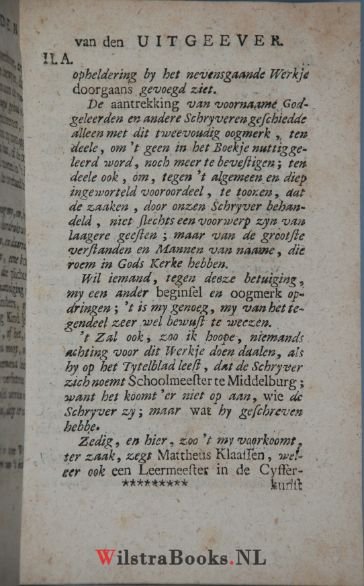 van den UITGEEVER.
II. A.
opheldering by het nevensgaande Werkje
doorgaans gevoegd ziet.
De aantrekking van voornaame God-
geleerden en andere Schryveren geschiedde
alleen met dit tweevoudig oogmerk, ten
deele, om 't geen in het Boekje nuttig ge-
leerd word, noch meer te bevestigen; ten
deele ook, om, tegen 't algemeen en diep
ingeworteld vooroordeel, te toonen, dat
de zaaken, door onzen Schryver behan-
deld, niet slechts een voorwerp zyn van
laagere geesten; maar van de grootste
verstanden en Mannen van naame, die
roem in Gods Kerke hebben.
Wil iemand, tegen deeze betuiging,
my een ander beginsel en oogmerk op-
dringen; 't is my genoeg, my van het te-
gendeel zeer wel bewust te weezen.
't Zal ook, zoo ik hoope, niemands
achting voor dit Werkje doen daalen, als
hy op het Tytelblad leest, dat de Schryver
zich noemt Schoolmeester te Middelburg;
want het koomt 'er niet op aan, wie de
Schryver zy; maar wat hy geschreven
hebbe.
Zedig, en hier, zoo 't my voorkoomt,
ter zaak, zegt Mattheus Klaassen, wel-
eer ook een Leermeester in de Cyffer-
********* kunst
WilstraBooks.NL